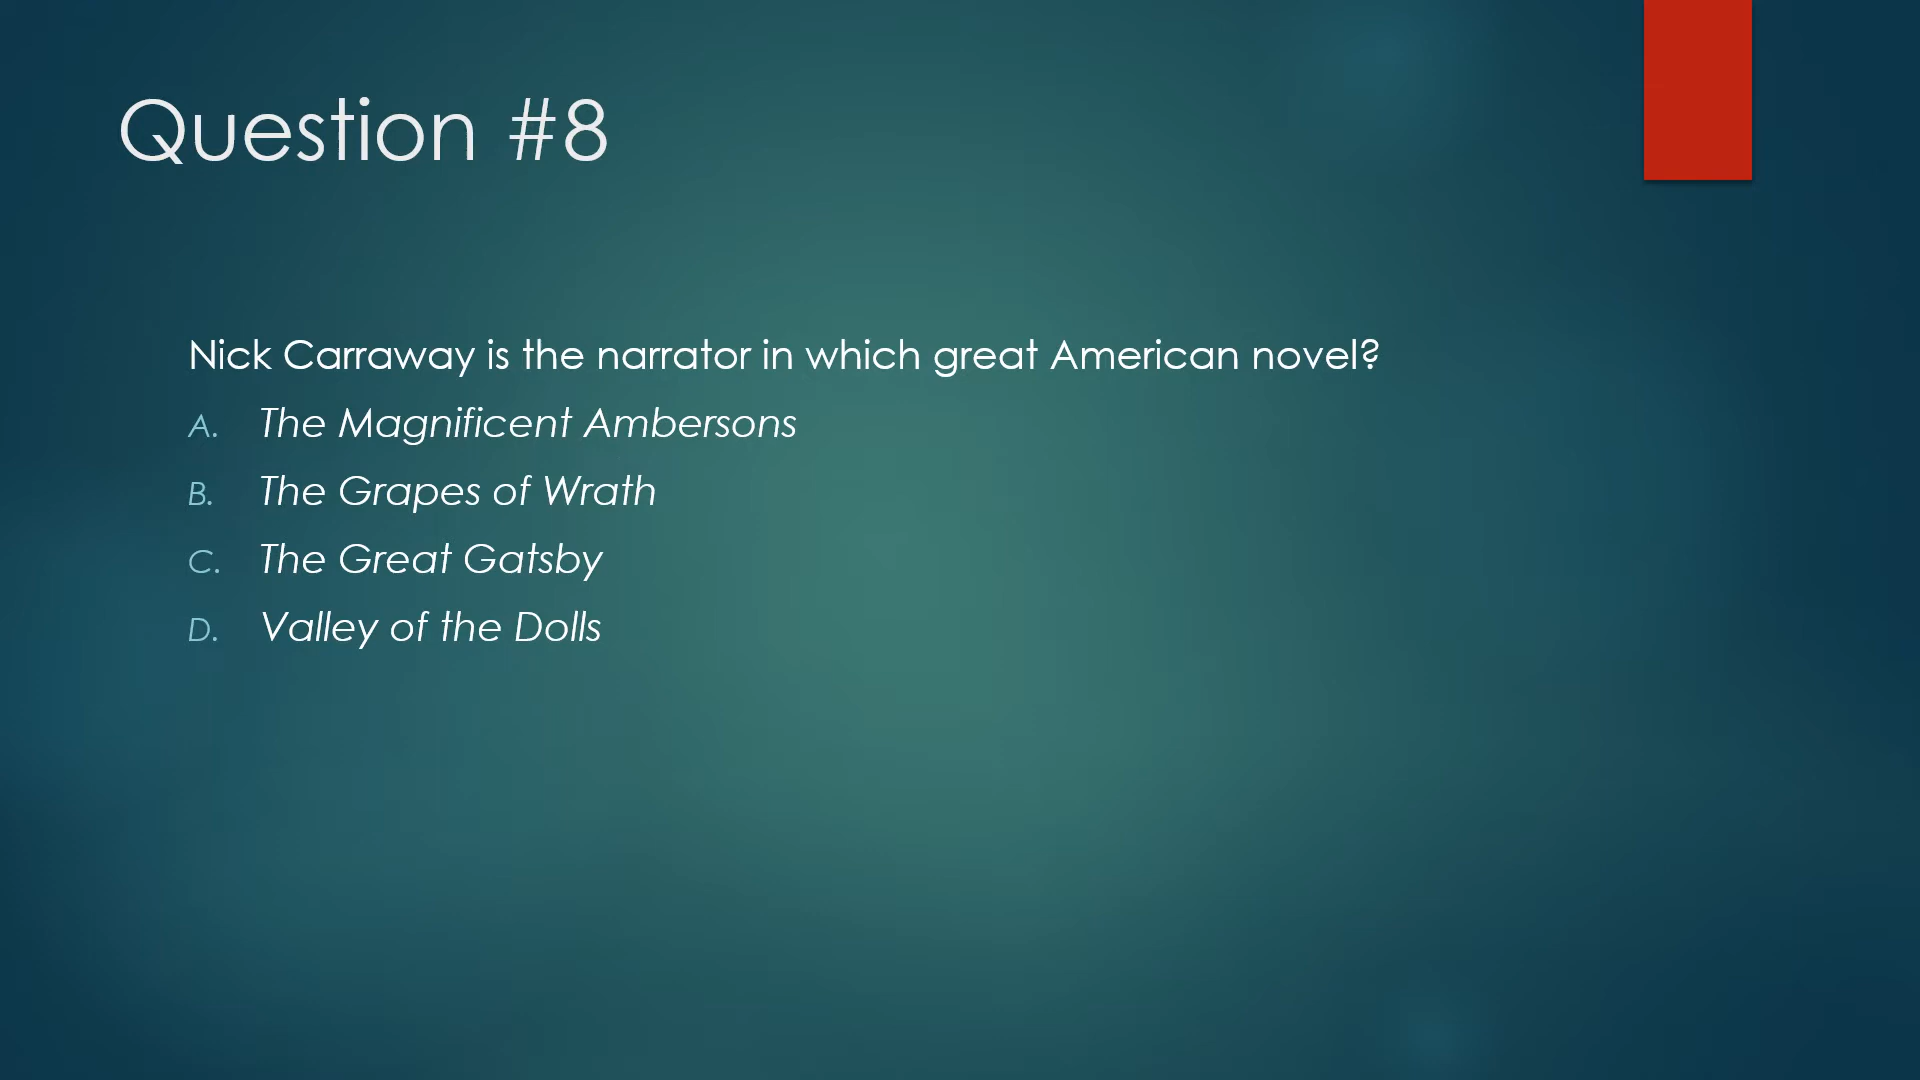 Question #8
Nick Carraway is the narrator in which great American novel?
A. The Magnificent Ambersons
B. The Grapes of Wrath
C. The Great Gatsby
D. Valley of the Dolls